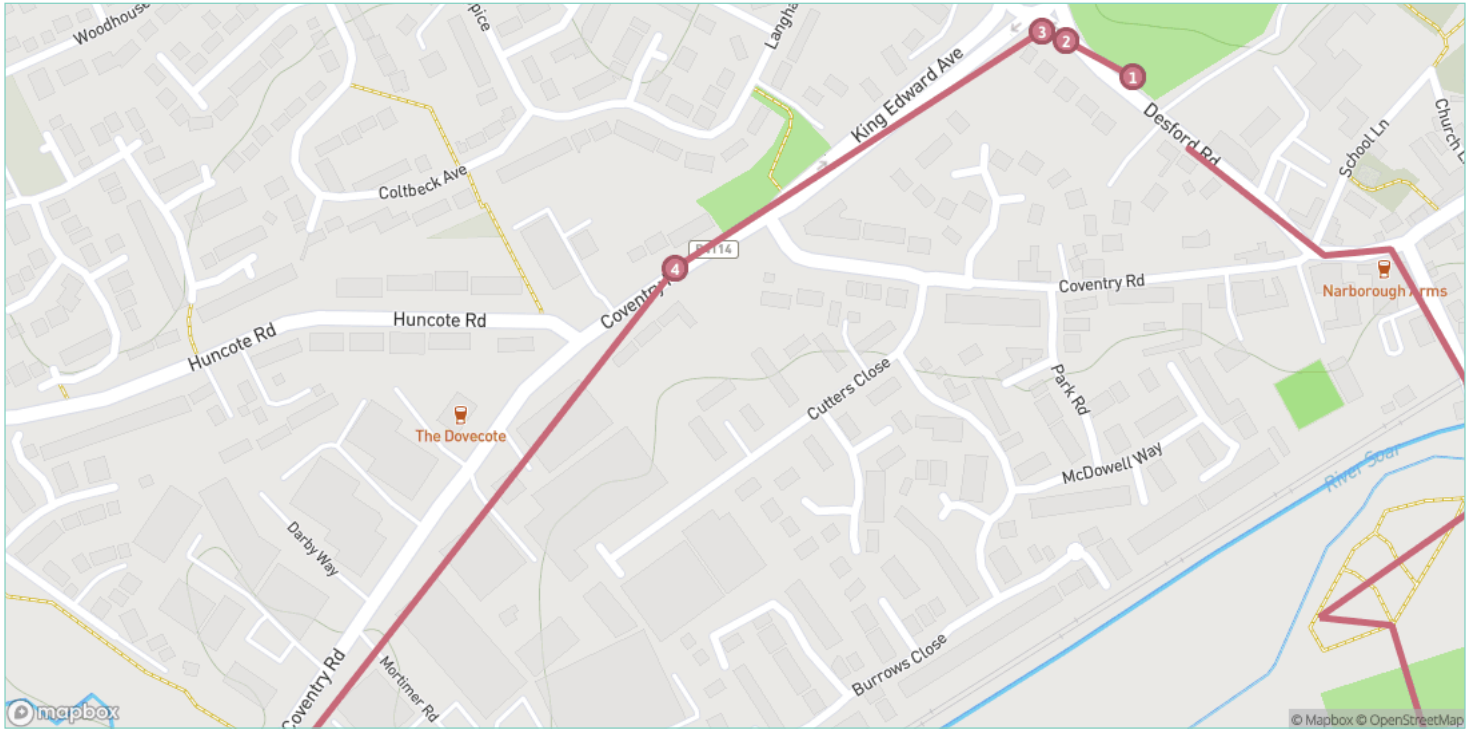 Woodhouse
pice
Langha
King Edward Ave
3
2
1
Desford Rd
School Ln
Church L
Coltbeck Ave
4
Coventry
Coventry Rd
Narborough Arms
Huncote Rd
Huncote Rd
Park Rd
Cutters Close
The Dovecote
McDowell Way
River Soar
Darby Way
Burrows Close
Mortimer Rd
Coventry Rd
mapbox
© Mapbox © OpenStreetMap